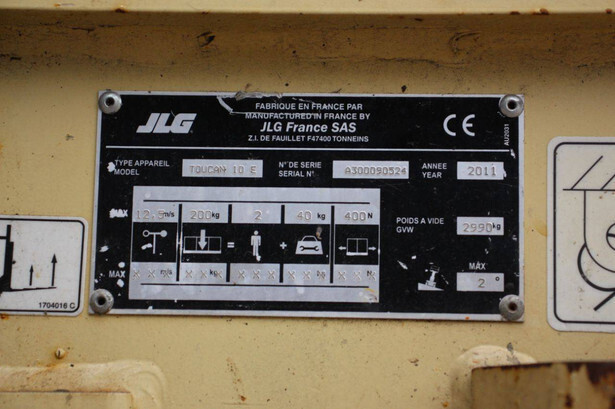 FABRIQUE EN FRANCE PAR
MANUFACTURED IN FRANCE BY
JLG
JLG France SAS
Z.I. DE FAUILLET F47400 TONNEINS
CE
AU2031
TYPE APPAREIL MODEL TOUCAN 10 E N° DE SERIE SERIAL N° A300090524 ANNEE YEAR 2011
MAX 12.5 m/s 200 kg 2 40 kg 400 N
= +
POIDS A VIDE GVW 2990 kg
MAX X X X m/s X X X kg X X X X X X kg X X X N
MAX 2 °
1704016 C